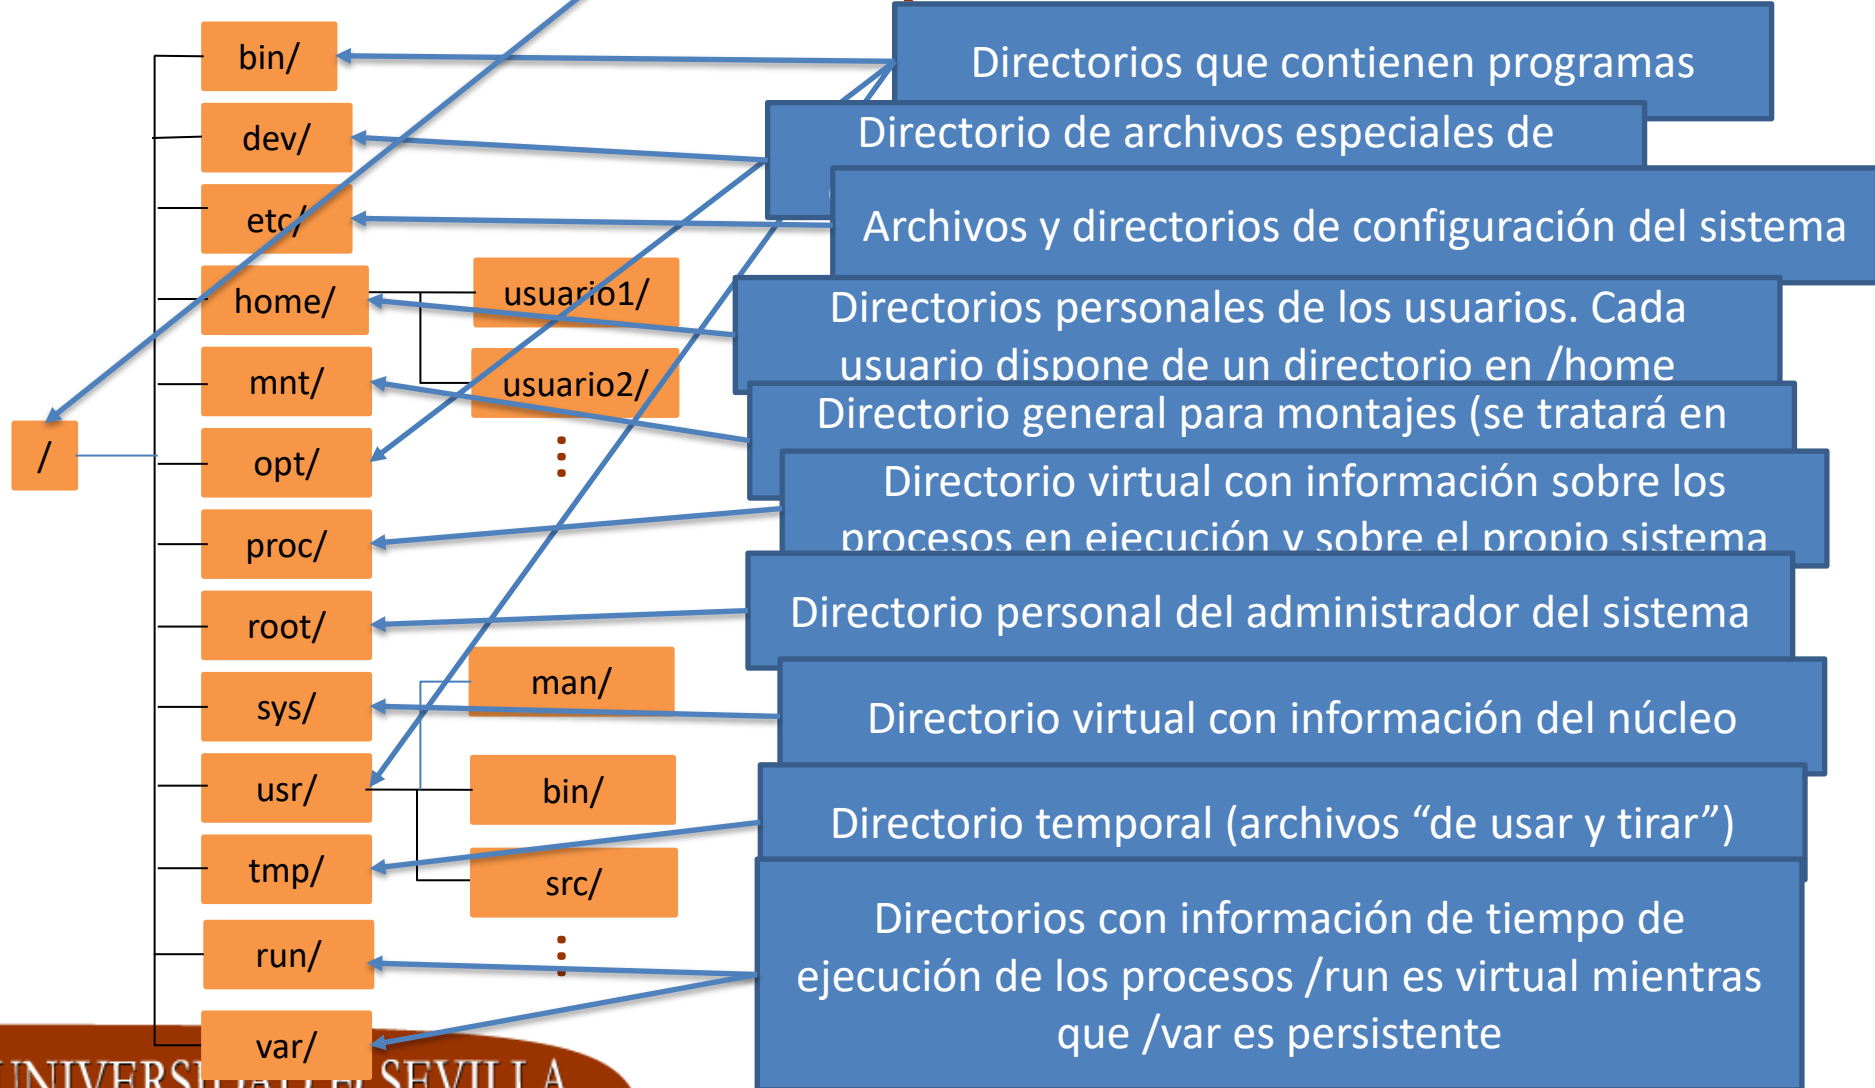 bin/
Directorios que contienen programas
dev/
Directorio de archivos especiales de
etc/
Archivos y directorios de configuración del sistema
home/
usuario1/
Directorios personales de los usuarios. Cada
usuario dispone de un directorio en /home
mnt/
usuario2/
Directorio general para montajes (se tratará en
/
opt/
Directorio virtual con información sobre los
procesos en ejecución y sobre el propio sistema
proc/
root/
Directorio personal del administrador del sistema
man/
sys/
Directorio virtual con información del núcleo
usr/
bin/
Directorio temporal (archivos “de usar y tirar”)
tmp/
src/
Directorios con información de tiempo de
ejecución de los procesos /run es virtual mientras
que /var es persistente
run/
var/
UNIVERSIDAD de SEVILLA